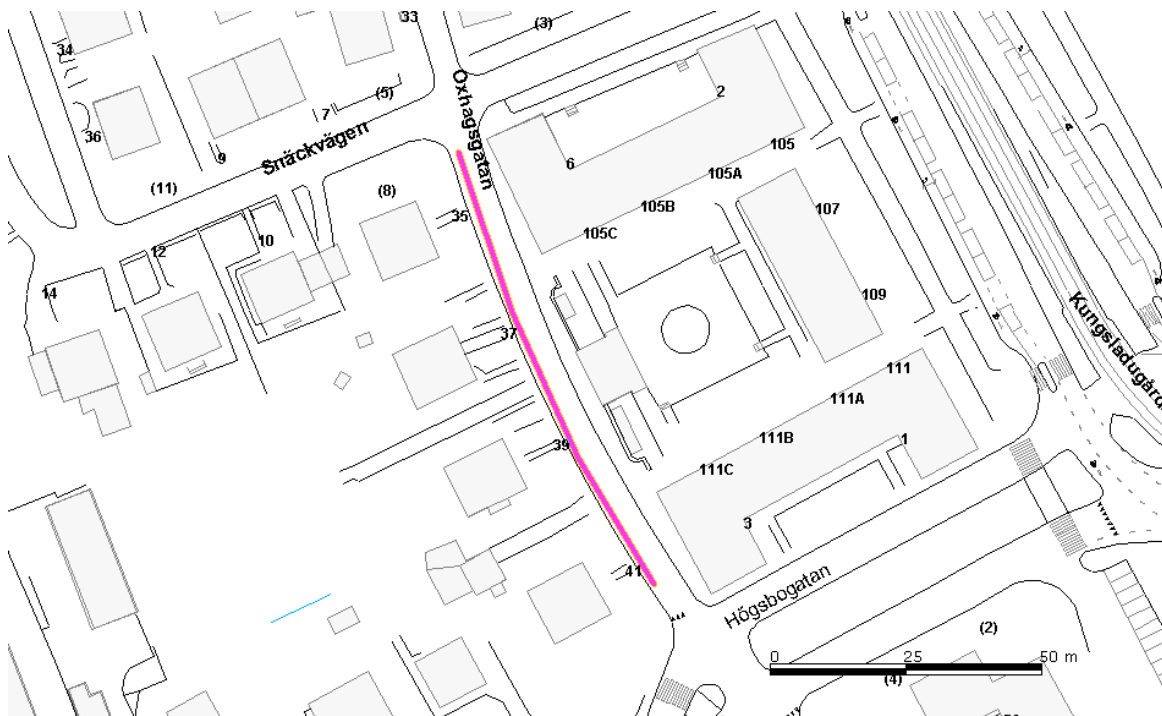 33
(3)
34
Oxhagsgatan
2
(5)
7
36
9
Snäckvägen
105
6
105A
(11)
(8)
107
105B
35
105C
10
12
14
109
Kungsladugård
37
111
111A
111B
1
39
111C
3
41
Högsbogatan
(2)
0
25
50 m
(4)